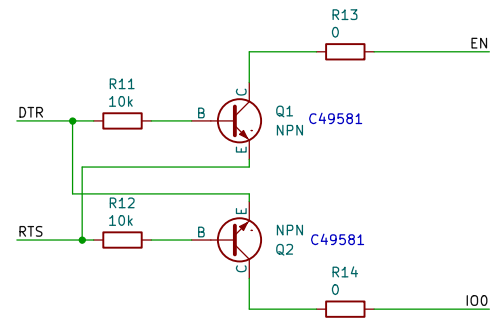 R13
0
EN
C
R11
10k
DTR
B
Q1
NPN
C49581
E
R12
10k
E
RTS
B
NPN
Q2
C49581
C
R14
0
IO0